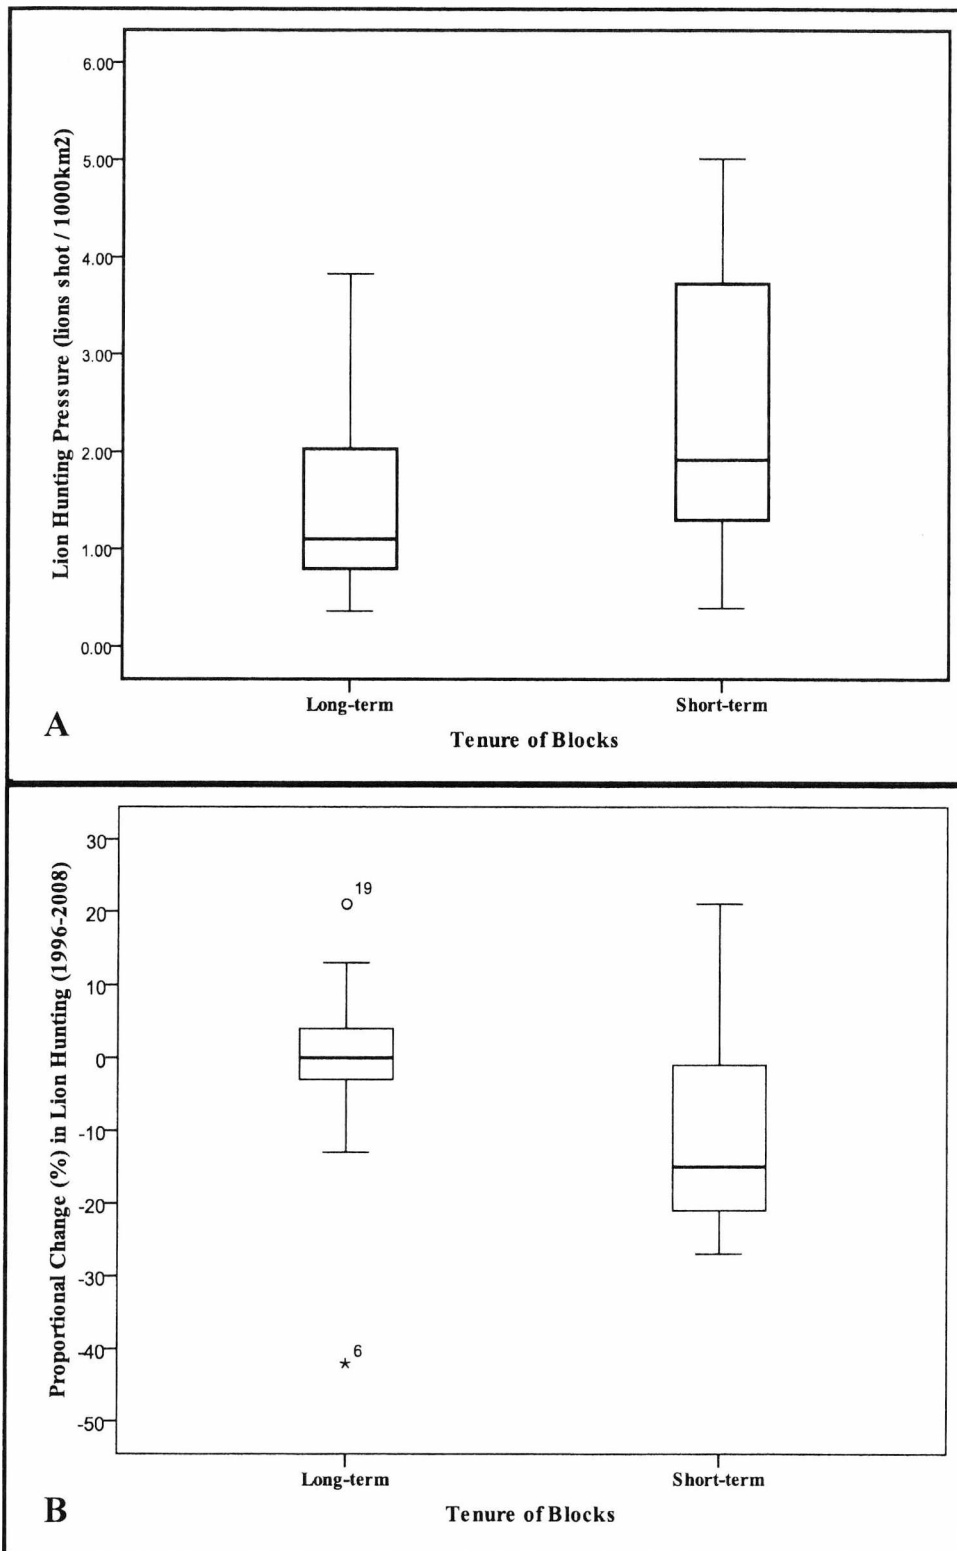 Lion Hunting Pressure (lions shot / 1000km2)
6.00
5.00
4.00
3.00
2.00
1.00
0.00
Long-term
Short-term
Tenure of Blocks
A
Proportional Change (%) in Lion Hunting (1996-2008)
30
20
10
0
-10
-20
-30
-40
-50
19
6
Long-term
Short-term
Tenure of Blocks
B